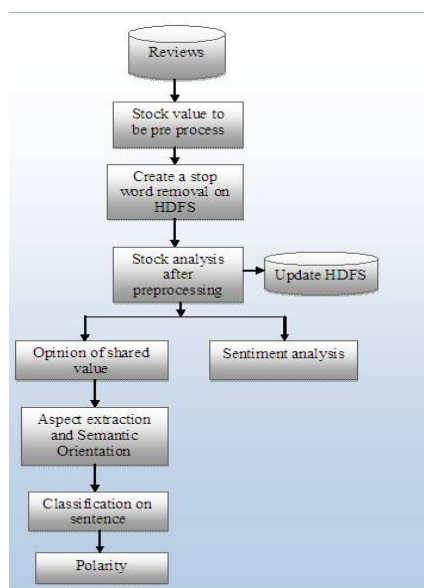 Reviews
Stock value to
be pre process
Create a stop
word removal on
HDFS
Stock analysis
after
preprocessing
Update HDFS
Opinion of shared
value
Sentiment analysis
Aspect extraction
and Semantic
Orientation
Classification on
sentence
Polarity